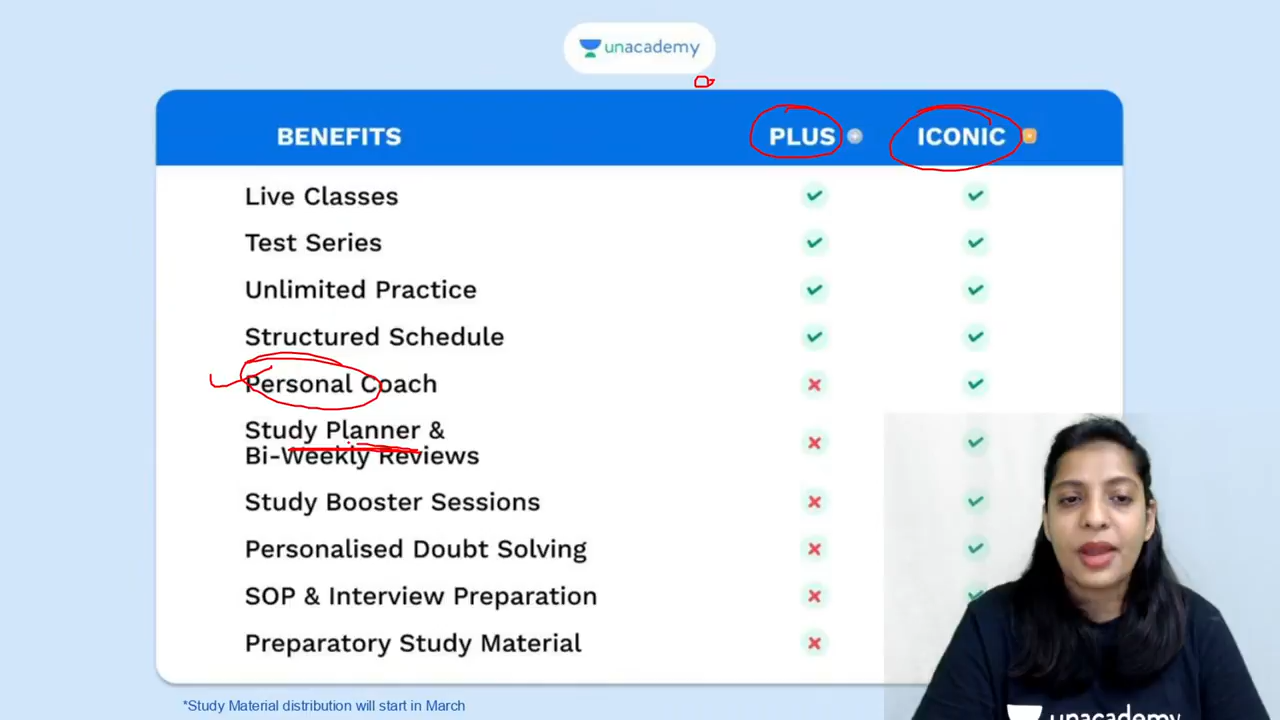 unacademy
BENEFITS PLUS ICONIC
Live Classes
Test Series
Unlimited Practice
Structured Schedule
Personal Coach
Study Planner &
Bi-Weekly Reviews
Study Booster Sessions
Personalised Doubt Solving
SOP & Interview Preparation
Preparatory Study Material
*Study Material distribution will start in March
unacademy